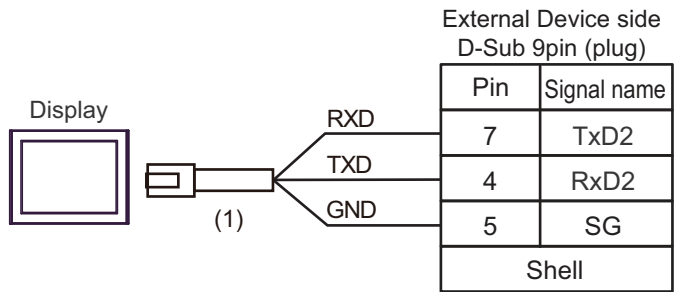 External Device side
D-Sub 9pin (plug)
Pin Signal name
Display
RXD 7 TxD2
TXD 4 RxD2
(1)
GND 5 SG
Shell